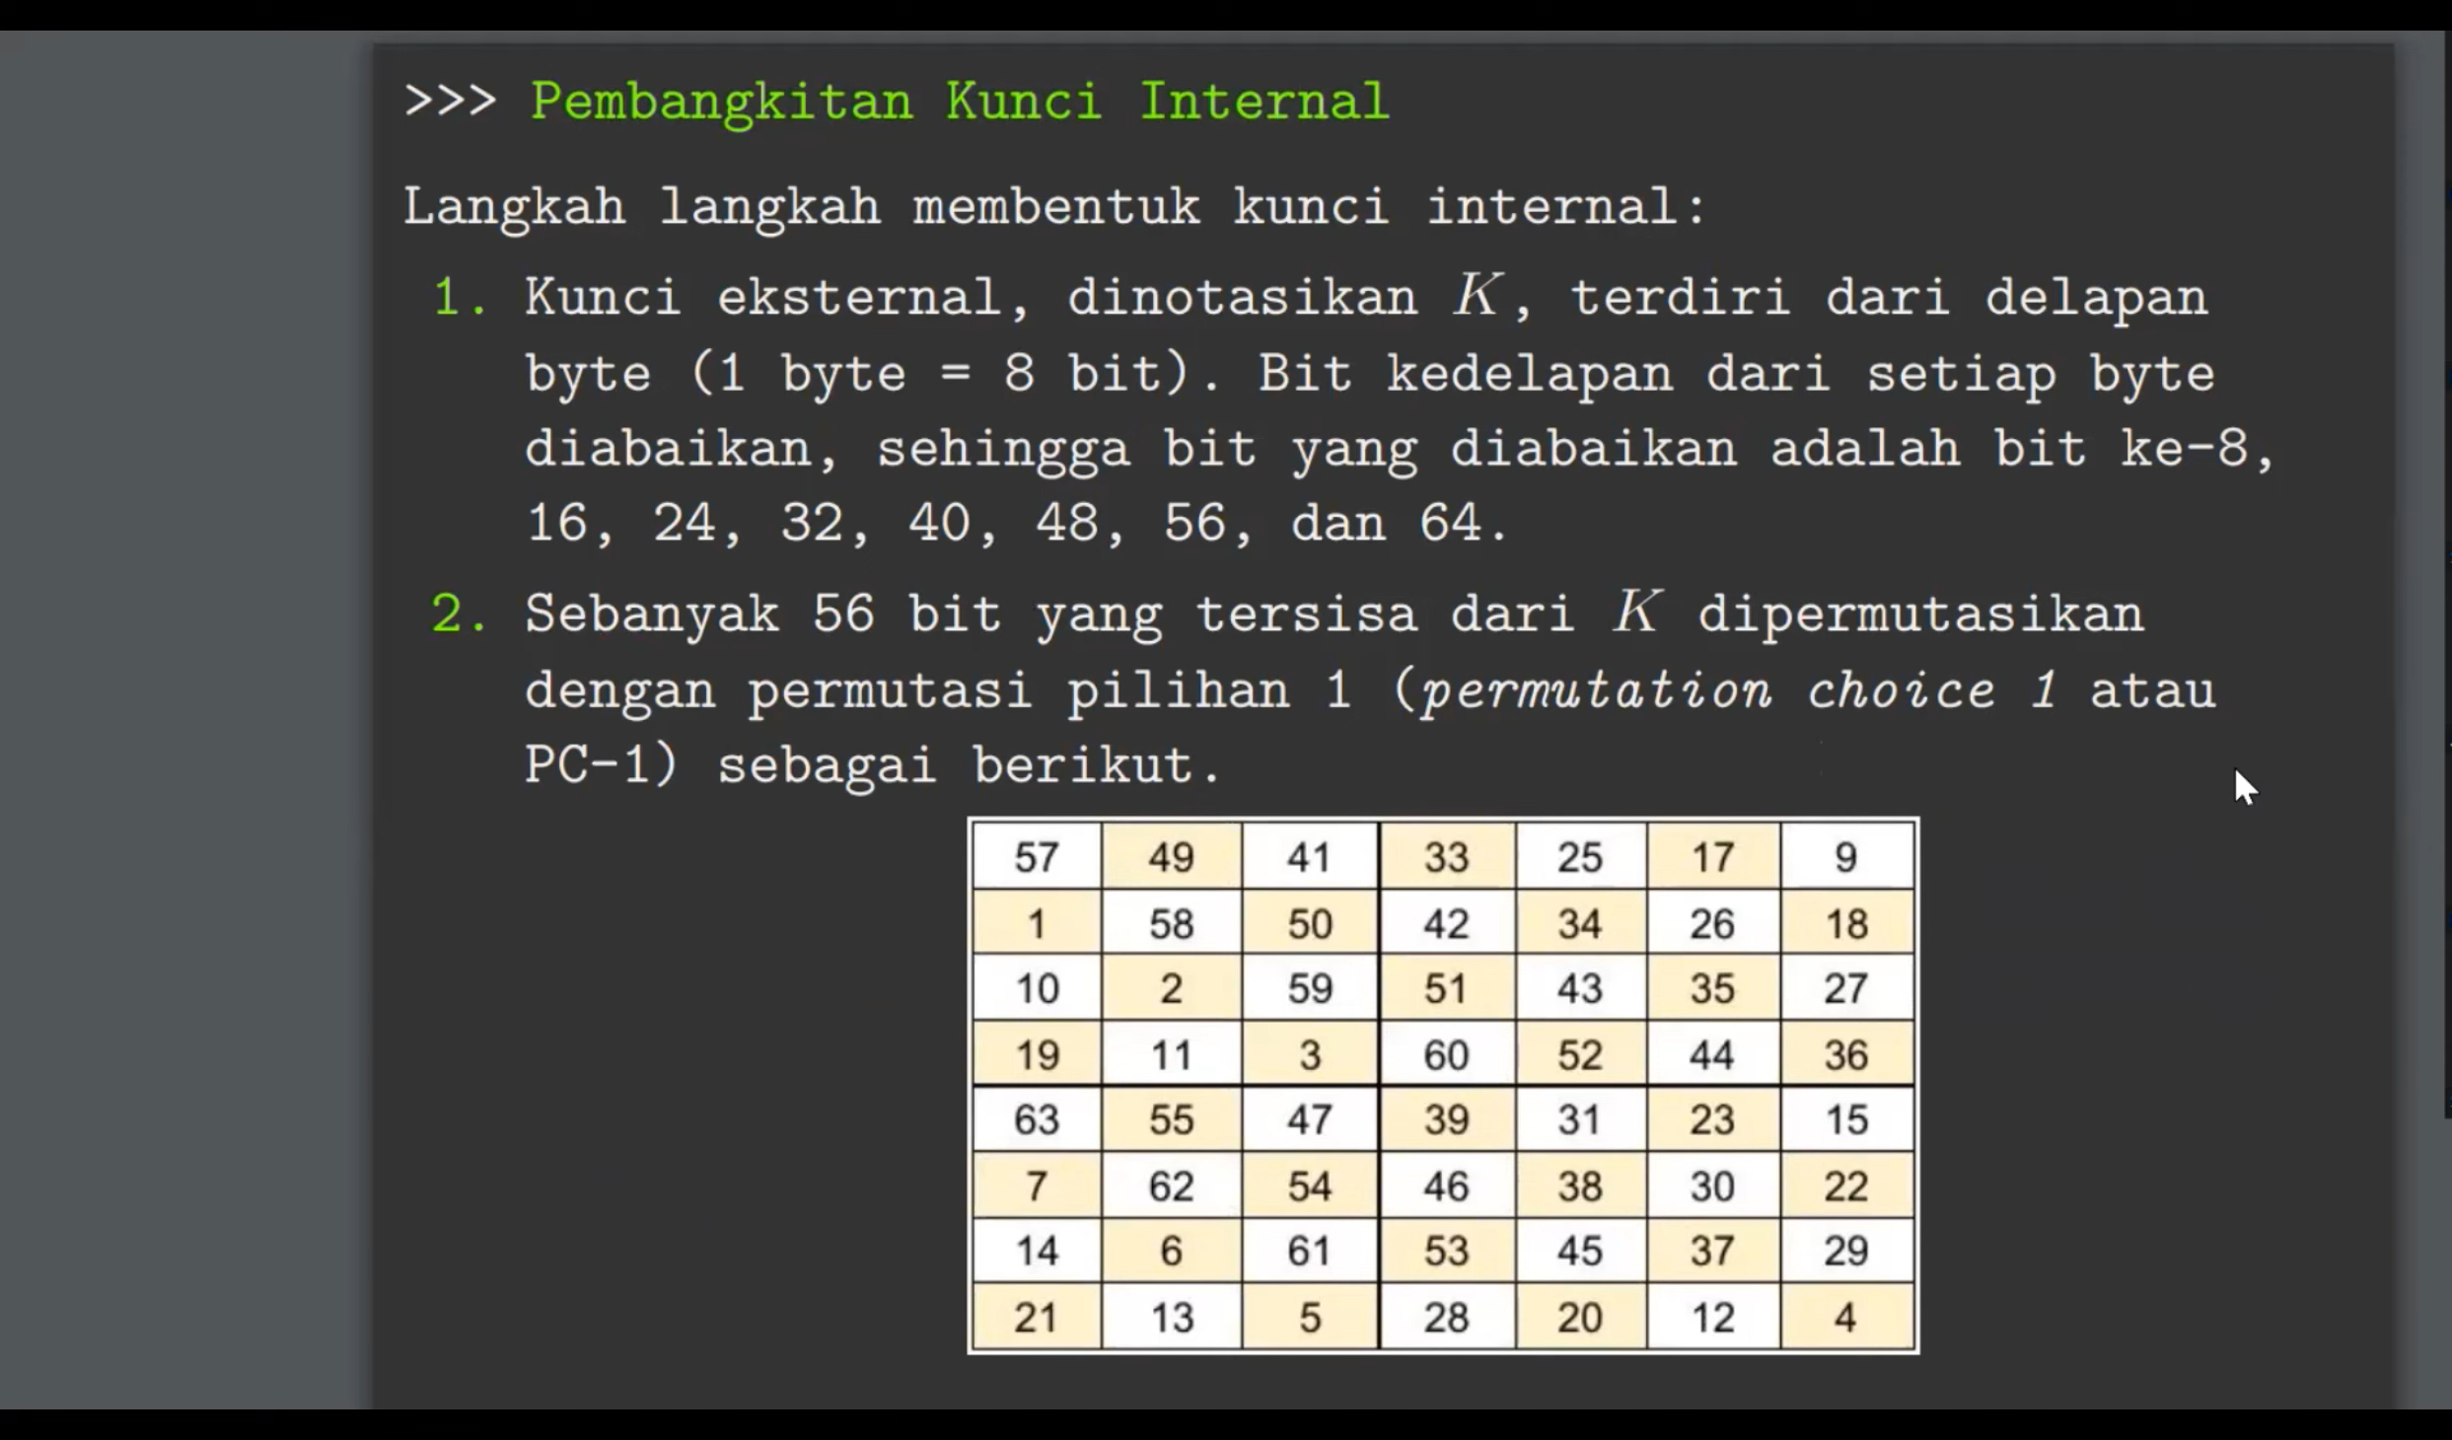 >>> Pembangkitan Kunci Internal
Langkah langkah membentuk kunci internal:
1. Kunci eksternal, dinotasikan K, terdiri dari delapan
byte (1 byte = 8 bit). Bit kedelapan dari setiap byte
diabaikan, sehingga bit yang diabaikan adalah bit ke-8,
16, 24, 32, 40, 48, 56, dan 64.
2. Sebanyak 56 bit yang tersisa dari K dipermutasikan
dengan permutasi pilihan 1 (permutation choice 1 atau
PC-1) sebagai berikut.
57 49 41 33 25 17 9
1 58 50 42 34 26 18
10 2 59 51 43 35 27
19 11 3 60 52 44 36
63 55 47 39 31 23 15
7 62 54 46 38 30 22
14 6 61 53 45 37 29
21 13 5 28 20 12 4